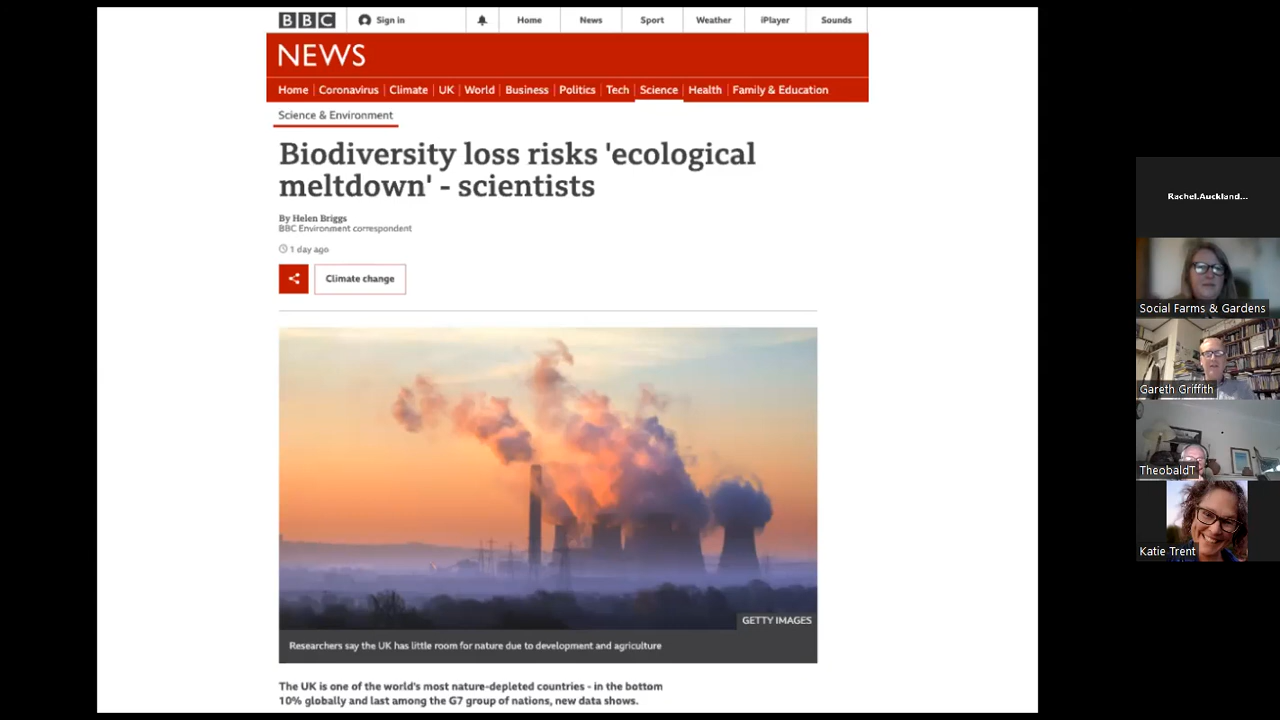 BBC
Sign in
Home
News
Sport
Weather
iPlayer
Sounds
NEWS
Home
Coronavirus
Climate
UK
World
Business
Politics
Tech
Science
Health
Family & Education
Science & Environment
Biodiversity loss risks 'ecological
meltdown' - scientists
By Helen Briggs
BBC Environment correspondent
1 day ago
Climate change
GETTY IMAGES
Researchers say the UK has little room for nature due to development and agriculture
The UK is one of the world's most nature-depleted countries - in the bottom
10% globally and last among the G7 group of nations, new data shows.
Rachel.Auckland...
Social Farms & Gardens
Gareth Griffith
TheobaldT
Katie Trent